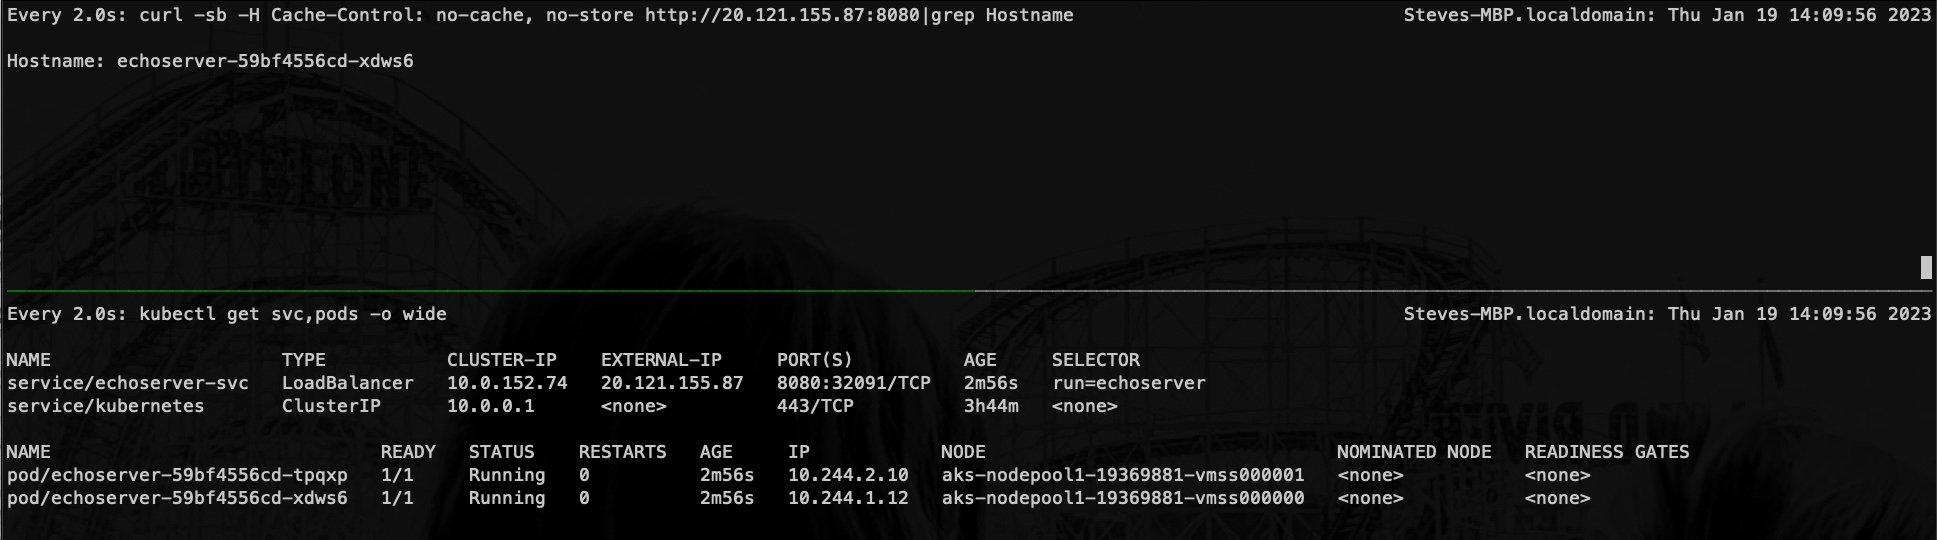 Every 2.0s: curl -sb -H Cache-Control: no-cache, no-store http://20.121.155.87:8080|grep Hostname Steves-MBP.localdomain: Thu Jan 19 14:09:56 2023
Hostname: echoserver-59bf4556cd-xdws6
Every 2.0s: kubectl get svc,pods -o wide Steves-MBP.localdomain: Thu Jan 19 14:09:56 2023
NAME TYPE CLUSTER-IP EXTERNAL-IP PORT(S) AGE SELECTOR
service/echoserver-svc LoadBalancer 10.0.152.74 20.121.155.87 8080:32091/TCP 2m56s run=echoserver
service/kubernetes ClusterIP 10.0.0.1 <none> 443/TCP 3h44m <none>
NAME READY STATUS RESTARTS AGE IP NODE NOMINATED NODE READINESS GATES
pod/echoserver-59bf4556cd-tpqxp 1/1 Running 0 2m56s 10.244.2.10 aks-nodepool1-19369881-vmss000001 <none> <none>
pod/echoserver-59bf4556cd-xdws6 1/1 Running 0 2m56s 10.244.1.12 aks-nodepool1-19369881-vmss000000 <none> <none>